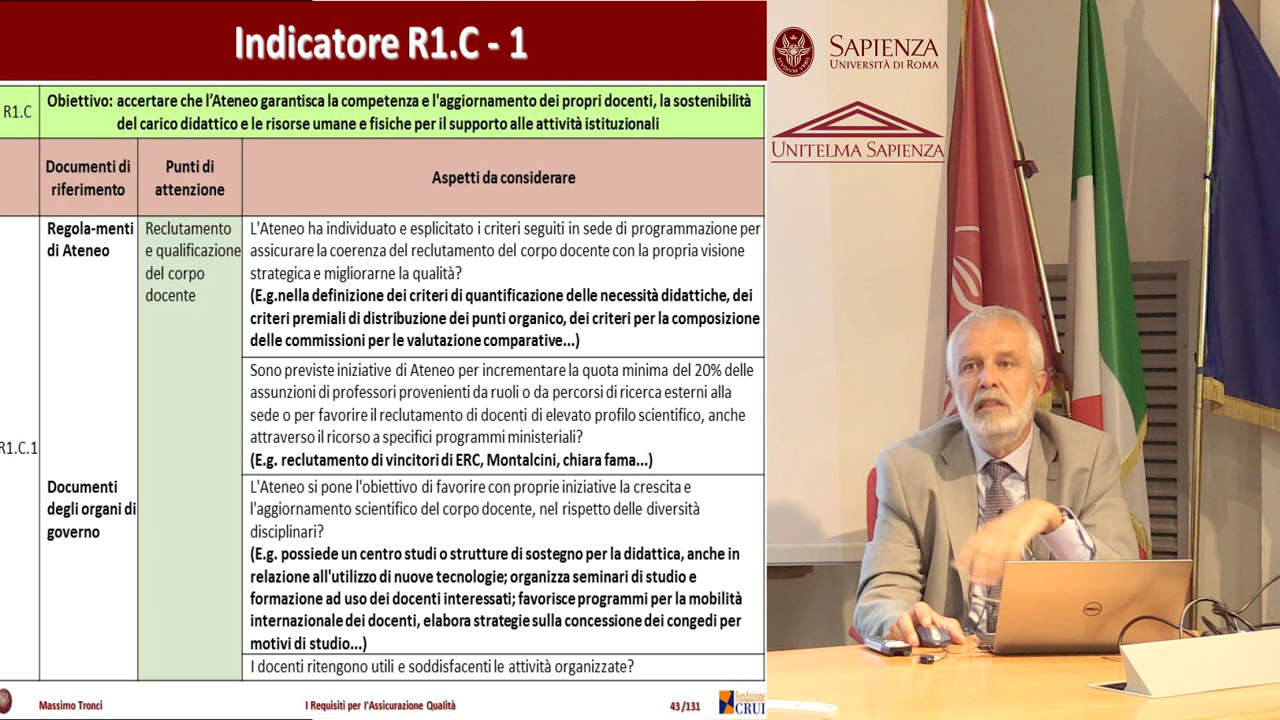 Indicatore R1.C - 1
R1.C
Obiettivo: accertare che l'Ateneo garantisca la competenza e l'aggiornamento dei propri docenti, la sostenibilità
del carico didattico e le risorse umane e fisiche per il supporto alle attività istituzionali
Documenti di
riferimento
Punti di
attenzione
Aspetti da considerare
R1.C.1
Regola-menti
di Ateneo
Documenti
degli organi di
governo
Reclutamento
e qualificazione
del corpo
docente
L'Ateneo ha individuato e esplicitato i criteri seguiti in sede di programmazione per
assicurare la coerenza del reclutamento del corpo docente con la propria visione
strategica e migliorarne la qualità?
(E.g.nella definizione dei criteri di quantificazione delle necessità didattiche, dei
criteri premiali di distribuzione dei punti organico, dei criteri per la composizione
delle commissioni per le valutazione comparative...)
Sono previste iniziative di Ateneo per incrementare la quota minima del 20% delle
assunzioni di professori provenienti da ruoli o da percorsi di ricerca esterni alla
sede o per favorire il reclutamento di docenti di elevato profilo scientifico, anche
attraverso il ricorso a specifici programmi ministeriali?
(E.g. reclutamento di vincitori di ERC, Montalcini, chiara fama...)
L'Ateneo si pone l'obiettivo di favorire con proprie iniziative la crescita e
l'aggiornamento scientifico del corpo docente, nel rispetto delle diversità
disciplinari?
(E.g. possiede un centro studi o strutture di sostegno per la didattica, anche in
relazione all'utilizzo di nuove tecnologie; organizza seminari di studio e
formazione ad uso dei docenti interessati; favorisce programmi per la mobilità
internazionale dei docenti, elabora strategie sulla concessione dei congedi per
motivi di studio...)
I docenti ritengono utili e soddisfacenti le attività organizzate?
Massimo Tronci
I Requisiti per l'Assicurazione Qualità
43 /131
Fondazione
CRUI
SAPIENZA
UNIVERSITÀ DI ROMA
UNITELMA SAPIENZA
DELL